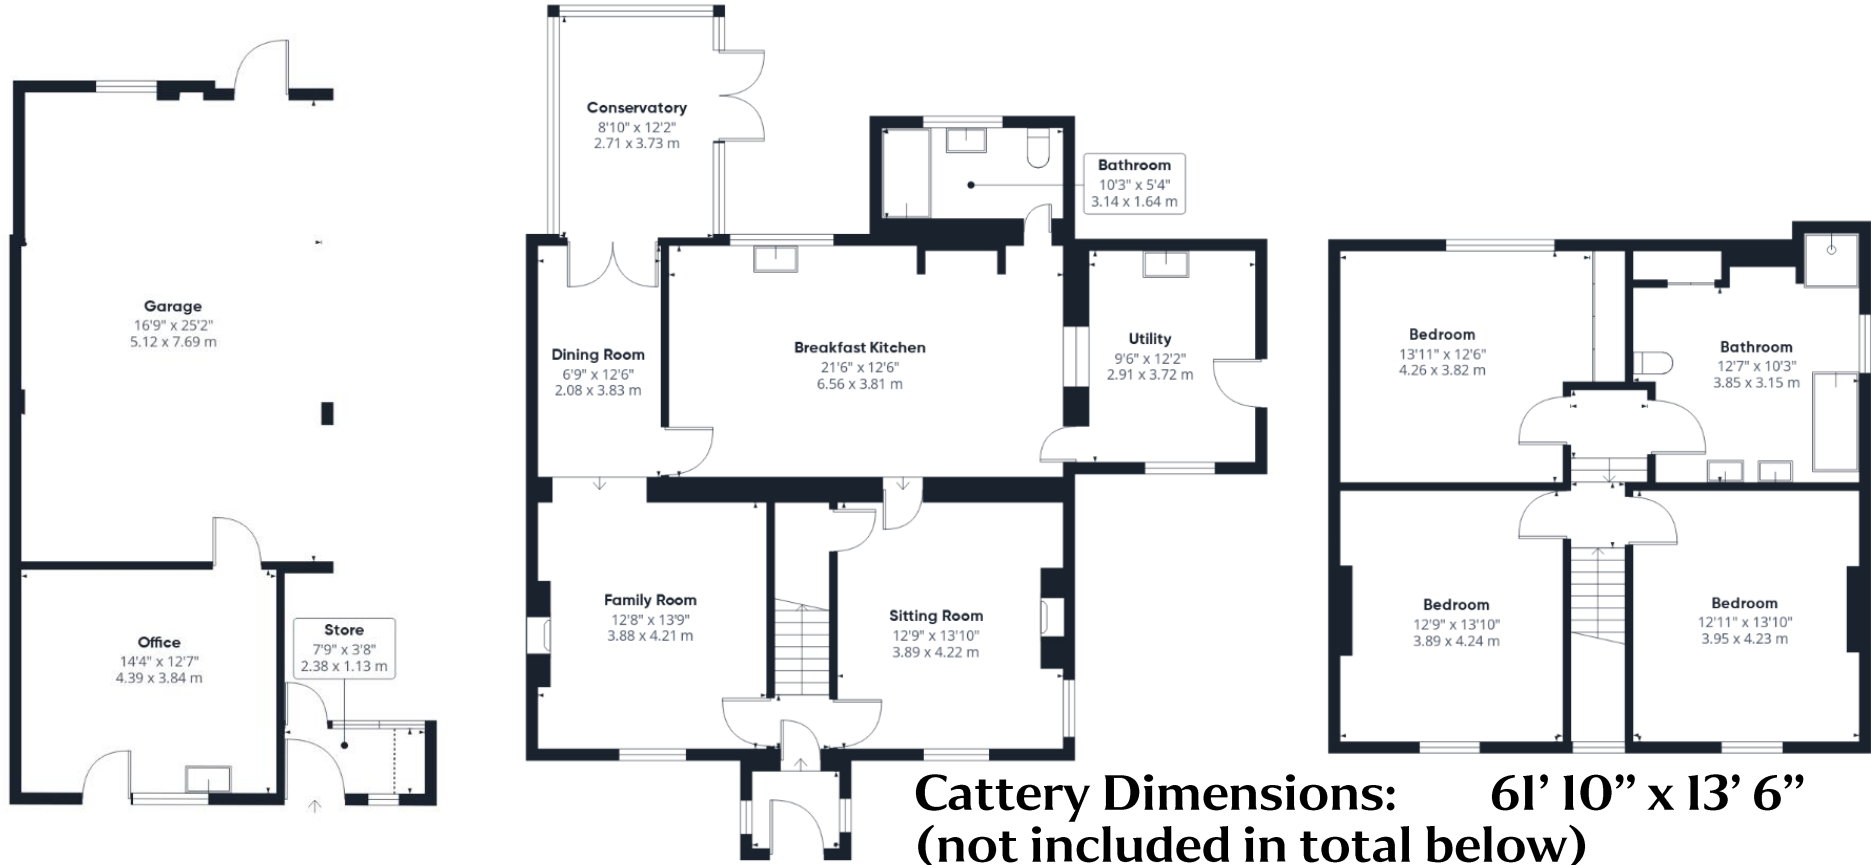 Conservatory
8'10" x 12'2"
2.71 x 3.73 m
Bathroom
10'3" x 5'4"
3.14 x 1.64 m
Garage
16'9" x 25'2"
5.12 x 7.69 m
Dining Room
6'9" x 12'6"
2.08 x 3.83 m
Breakfast Kitchen
21'6" x 12'6"
6.56 x 3.81 m
Utility
9'6" x 12'2"
2.91 x 3.72 m
Bedroom
13'11" x 12'6"
4.26 x 3.82 m
Bathroom
12'7" x 10'3"
3.85 x 3.15 m
Office
14'4" x 12'7"
4.39 x 3.84 m
Store
7'9" x 3'8"
2.38 x 1.13 m
Family Room
12'8" x 13'9"
3.88 x 4.21 m
Sitting Room
12'9" x 13'10"
3.89 x 4.22 m
Bedroom
12'9" x 13'10"
3.89 x 4.24 m
Bedroom
12'11" x 13'10"
3.95 x 4.23 m
Cattery Dimensions: 61’ 10” x 13’ 6”
(not included in total below)